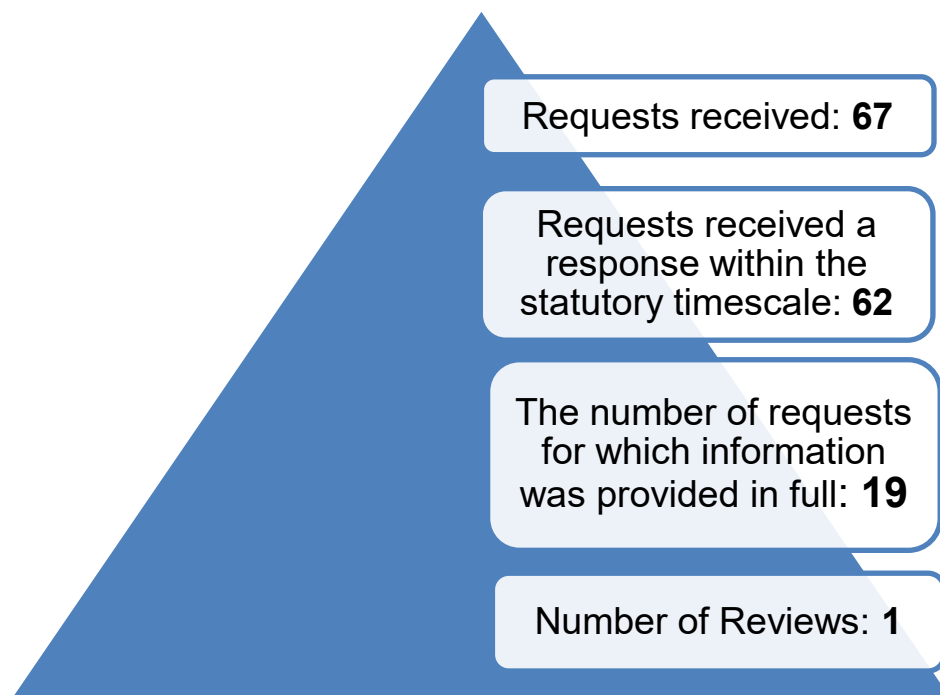 Requests received: 67
Requests received a
response within the
statutory timescale: 62
The number of requests
for which information
was provided in full: 19
Number of Reviews: 1